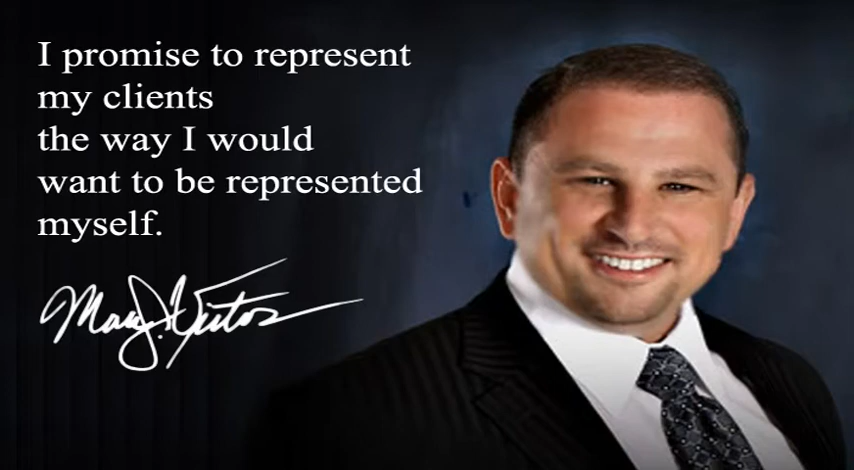 I promise to represent
my clients
the way I would
want to be represented
myself.